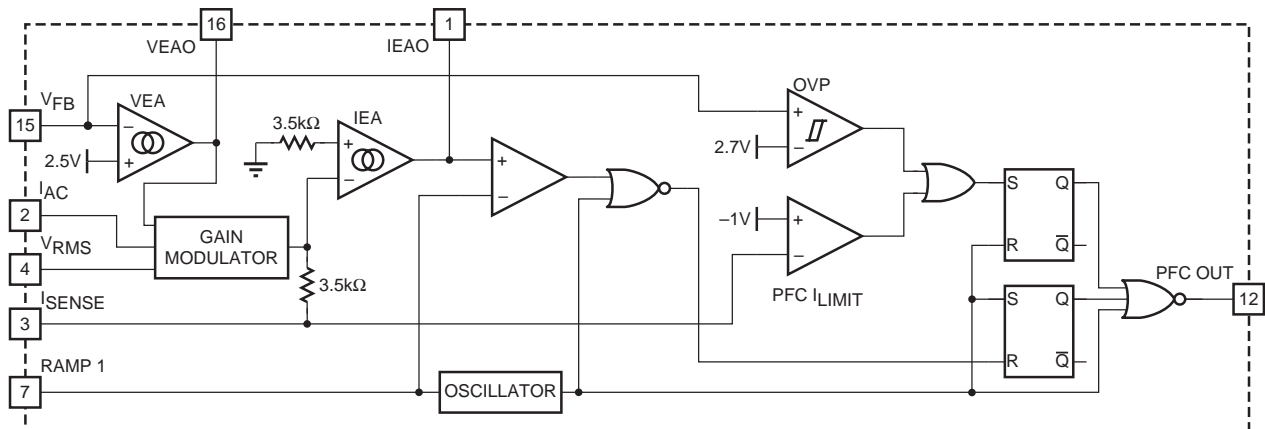 16
1
VEAO
IEAO
VFB
VEA
15
2.5V
IAC
2
VRMS
4
ISENSE
3
RAMP 1
7
GAIN
MODULATOR
3.5kΩ
3.5kΩ
IEA
OSCILLATOR
OVP
2.7V
–1V
PFC ILIMIT
S
Q
R
Q̅
S
Q
R
Q̅
PFC OUT
12
+
−
+
−
+
−
+
−
+
−